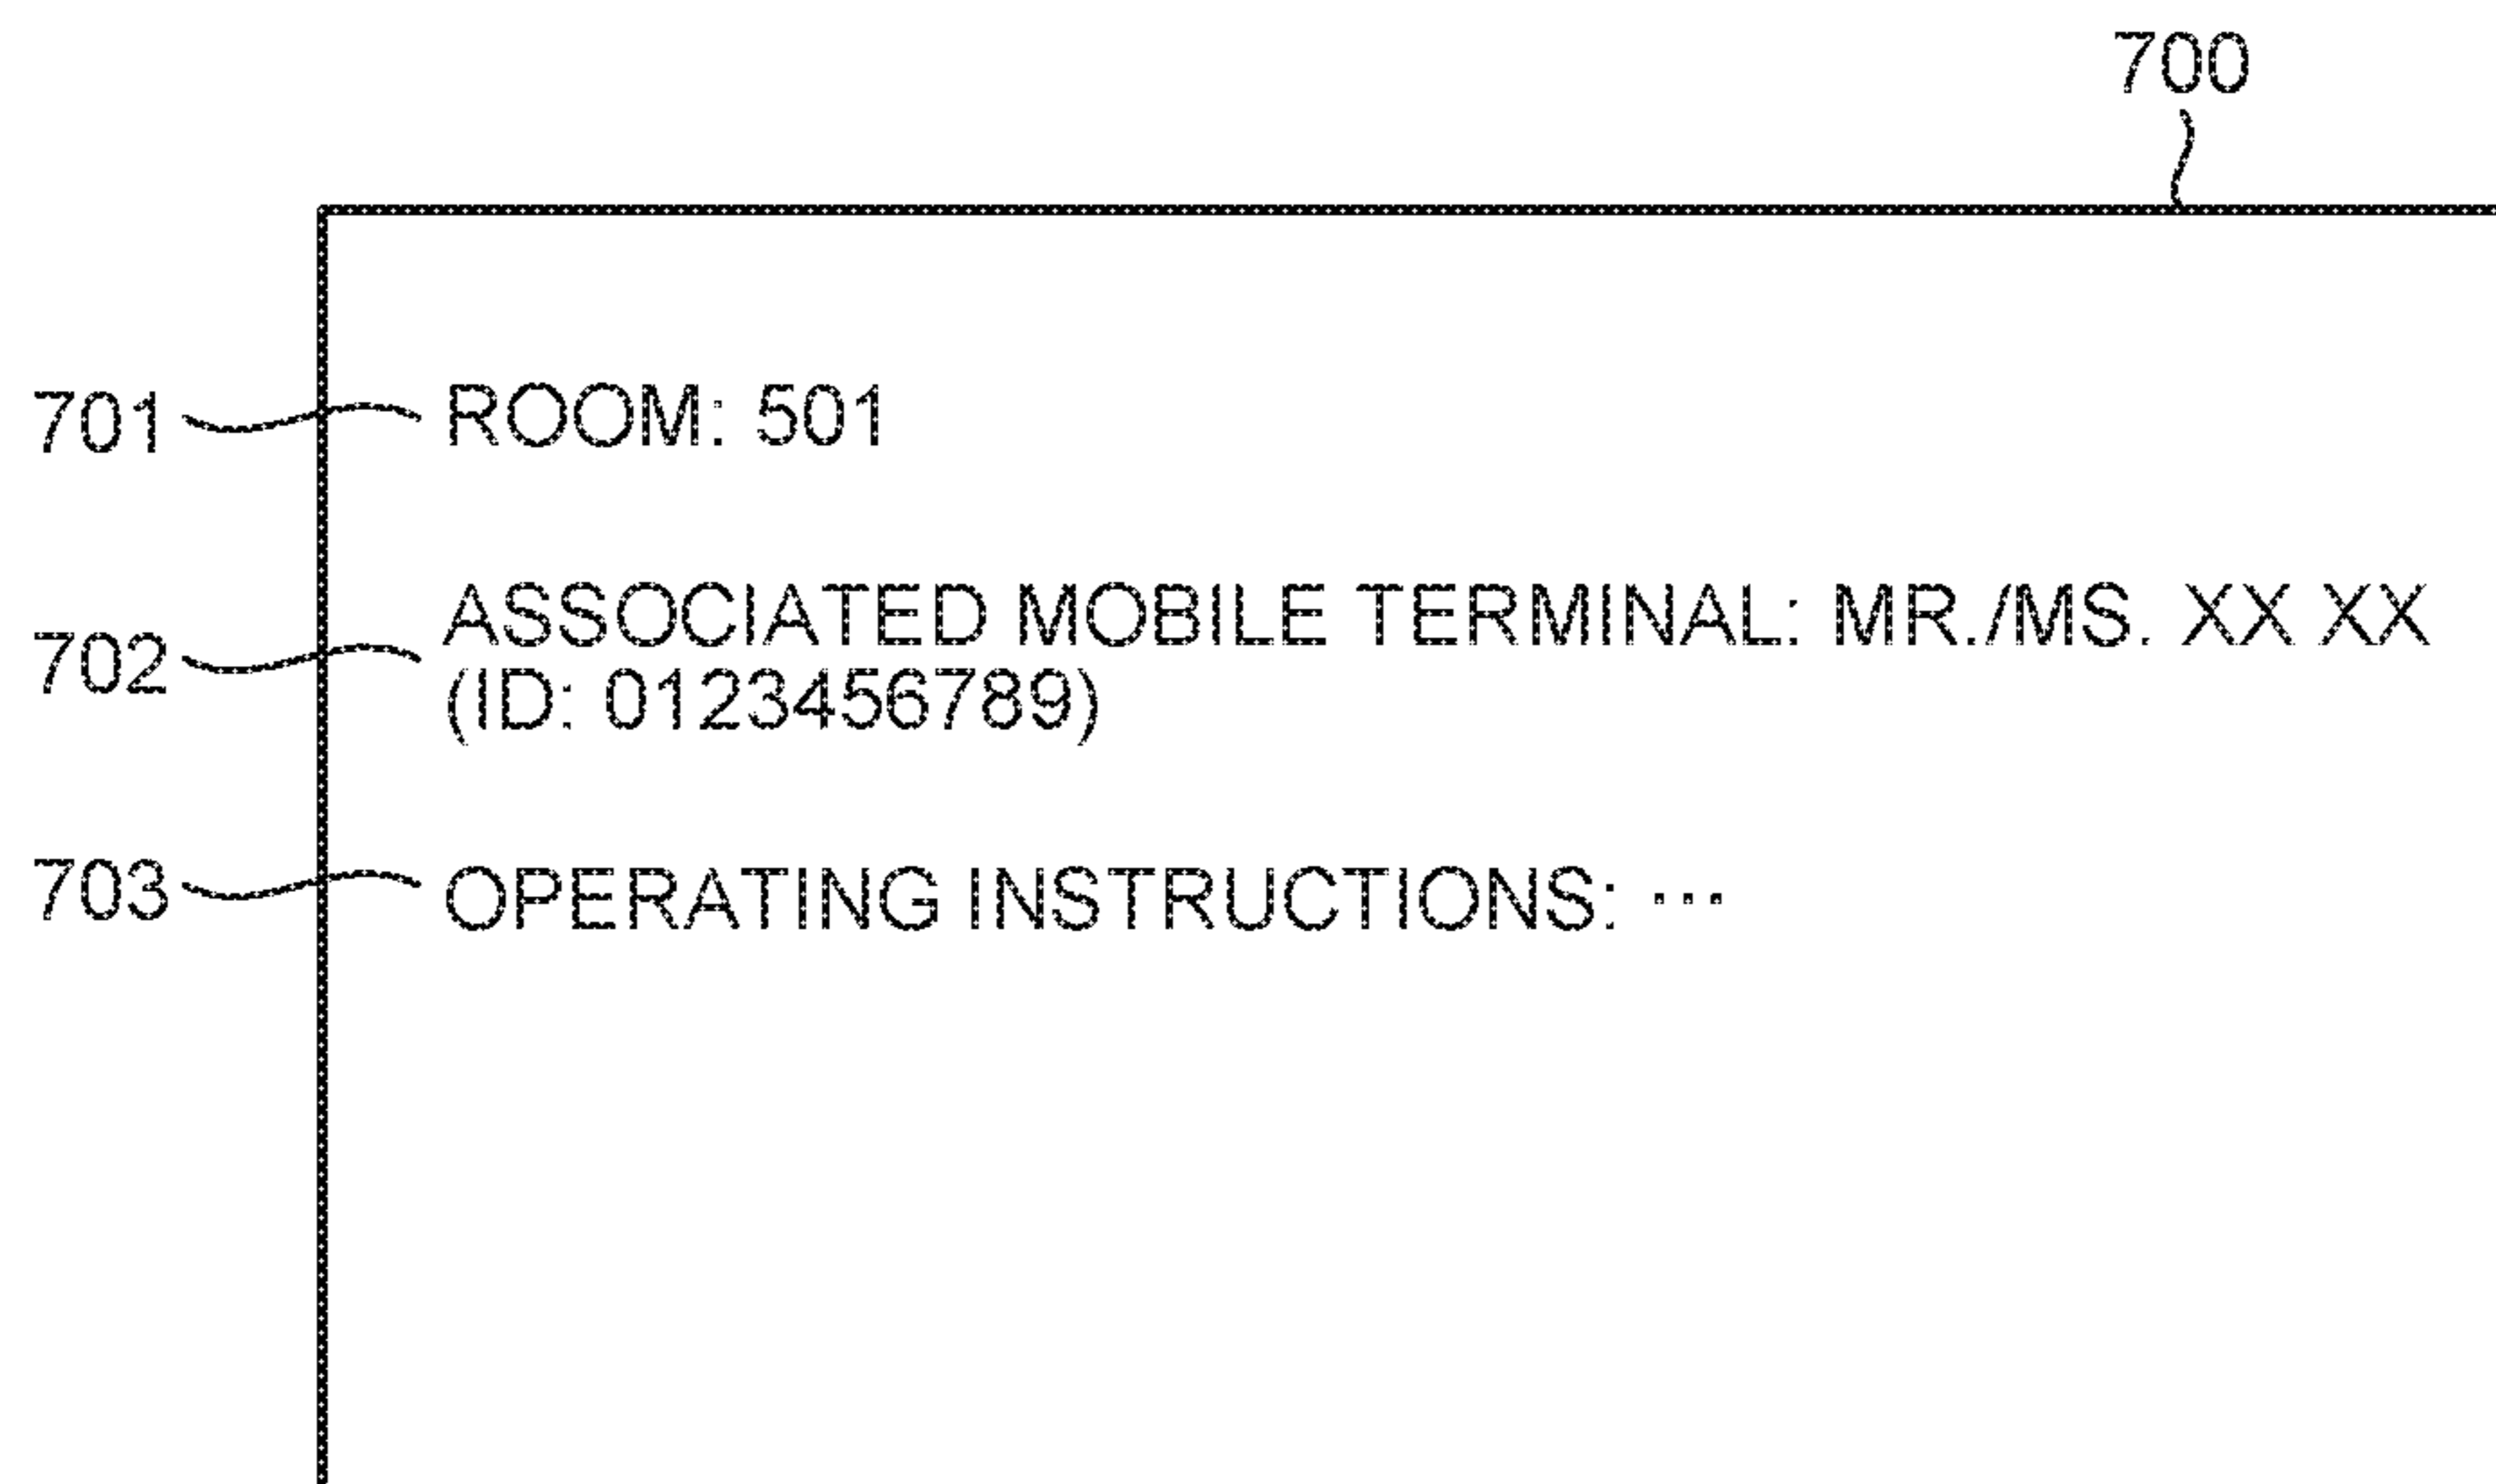 700
701 ROOM: 501
702 ASSOCIATED MOBILE TERMINAL: MR./MS. XX XX
(ID: 0123456789)
703 OPERATING INSTRUCTIONS: ···